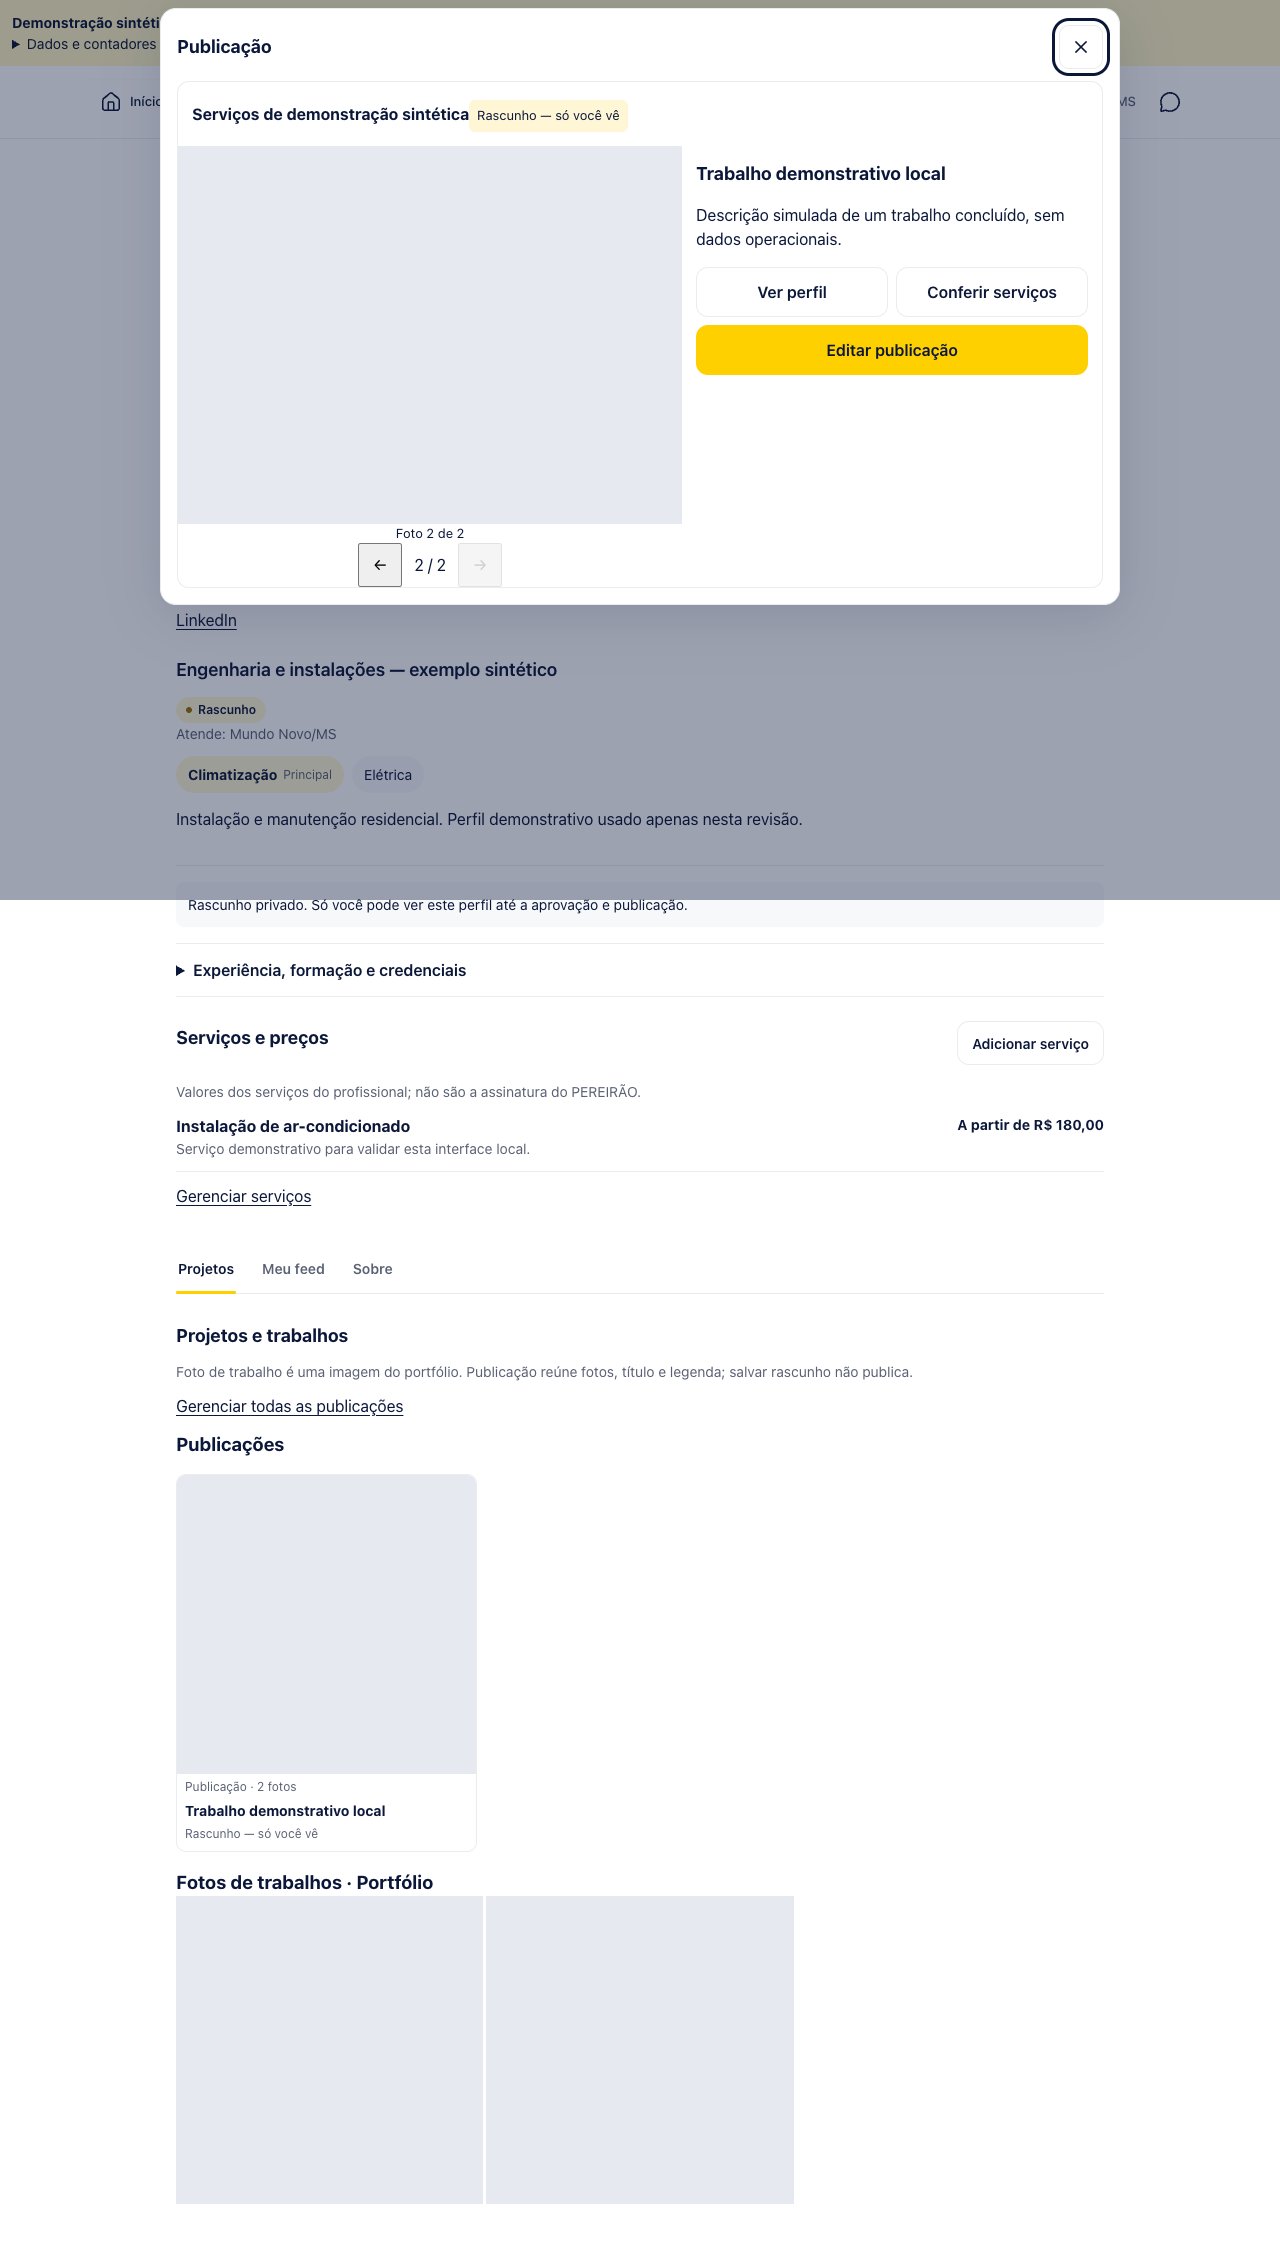 Demonstração sintéti
Dados e contadores
Publicação
Início
MS
Serviços de demonstração sintética
Rascunho — só você vê
Trabalho demonstrativo local
Descrição simulada de um trabalho concluído, sem
dados operacionais.
Ver perfil
Conferir serviços
Editar publicação
Foto 2 de 2
← 2 / 2 →
LinkedIn
Engenharia e instalações — exemplo sintético
Rascunho
Atende: Mundo Novo/MS
Climatização Principal
Elétrica
Instalação e manutenção residencial. Perfil demonstrativo usado apenas nesta revisão.
Rascunho privado. Só você pode ver este perfil até a aprovação e publicação.
Experiência, formação e credenciais
Serviços e preços
Adicionar serviço
Valores dos serviços do profissional; não são a assinatura do PEREIRÃO.
Instalação de ar-condicionado
A partir de R$ 180,00
Serviço demonstrativo para validar esta interface local.
Gerenciar serviços
Projetos
Meu feed
Sobre
Projetos e trabalhos
Foto de trabalho é uma imagem do portfólio. Publicação reúne fotos, título e legenda; salvar rascunho não publica.
Gerenciar todas as publicações
Publicações
Publicação · 2 fotos
Trabalho demonstrativo local
Rascunho — só você vê
Fotos de trabalhos · Portfólio